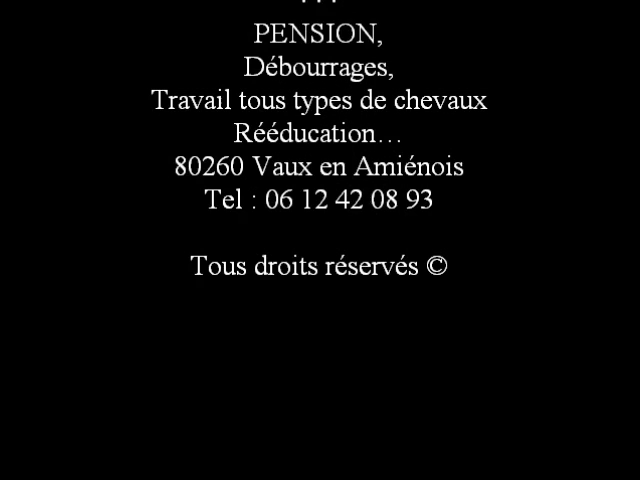 PENSION,
Débourrages,
Travail tous types de chevaux
Rééducation…
80260 Vaux en Amiénois
Tel : 06 12 42 08 93
Tous droits réservés ©